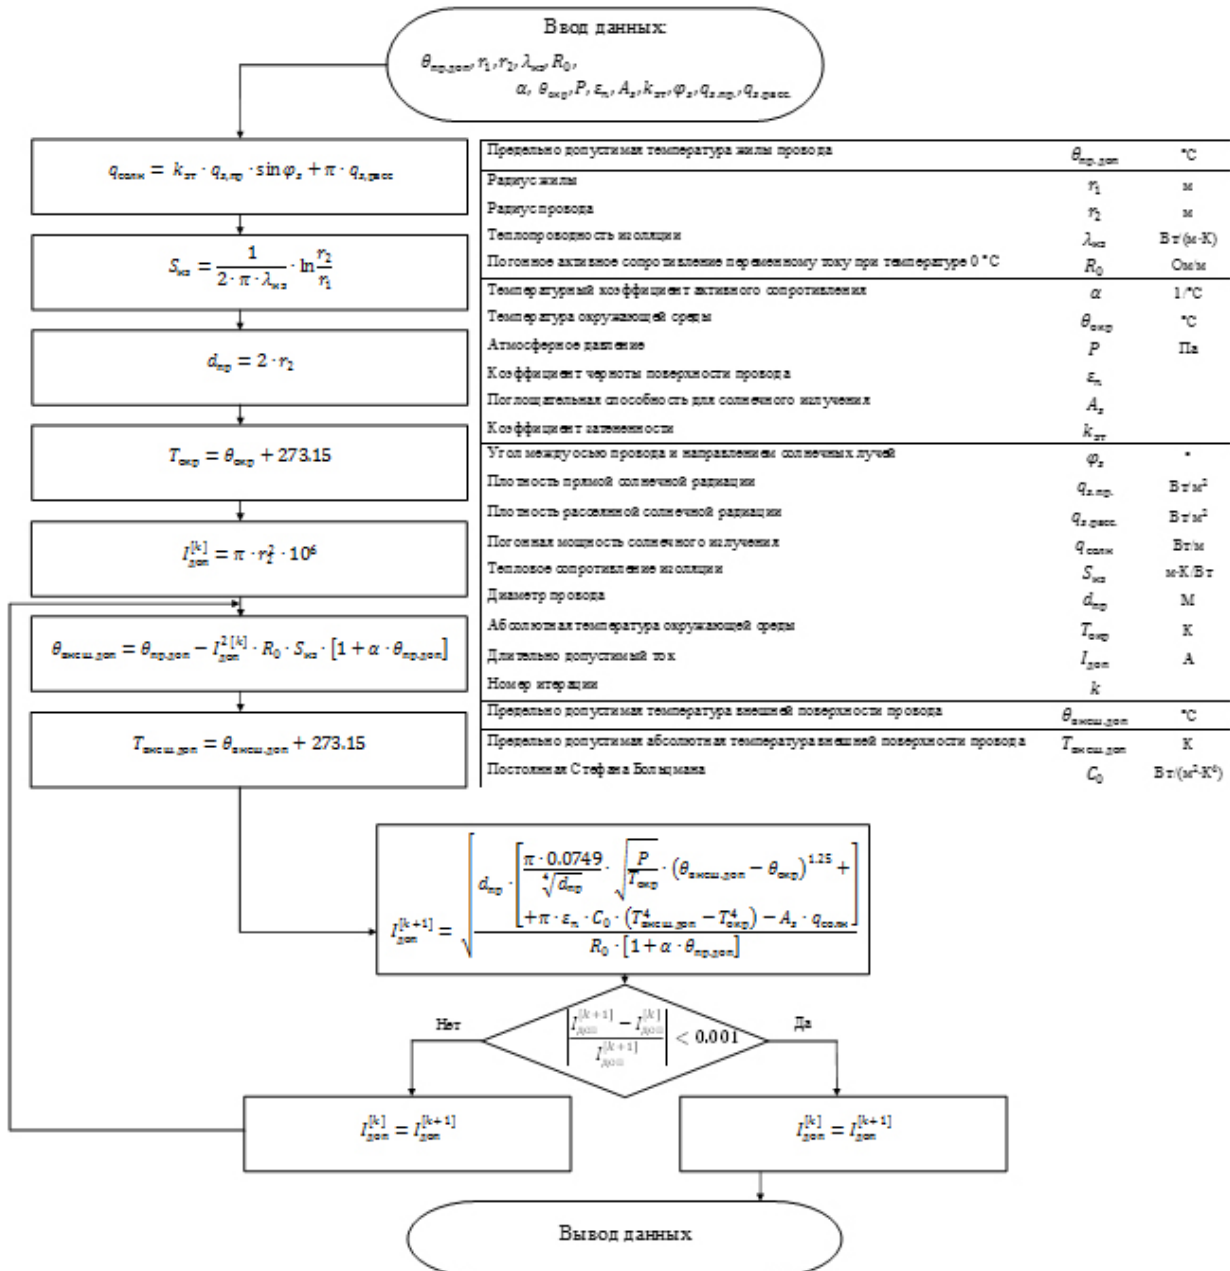 Ввод данных:
θпр.доп, r₁, r₂, λиз, R₀,
α, θокр, P, εп, Aₛ, kзт, φₛ, qₛ.пр., qₛ.расс.
qсолн = kзт · qₛ,пр · sin φₛ + π · qₛ,расс
Sиз = 1 / (2 · π · λиз) · ln r₂/r₁
dпр = 2 · r₂
Tокр = θокр + 273.15
Iдоп^[k] = π · r₂² · 10⁶
θвнеш.доп = θпр.доп − Iдоп^2[k] · R₀ · Sиз · [1 + α · θпр.доп]
Tвнеш.доп = θвнеш.доп + 273.15
Предельно допустимая температура жилы провода θпр.доп °С
Радиус жилы r₁ м
Радиус провода r₂ м
Теплопроводность изоляции λиз Вт/(м·К)
Погонное активное сопротивление переменному току при температуре 0 °С R₀ Ом/м
Температурный коэффициент активного сопротивления α 1/°С
Температура окружающей среды θокр °С
Атмосферное давление P Па
Коэффициент черноты поверхности провода εп
Поглощательная способность для солнечного излучения Aₛ
Коэффициент затененности kзт
Угол между осью провода и направлением солнечных лучей φₛ °
Плотность прямой солнечной радиации qₛ.пр. Вт/м²
Плотность рассеянной солнечной радиации qₛ.расс. Вт/м²
Погонная мощность солнечного излучения qсолн Вт/м
Тепловое сопротивление изоляции Sиз м·К/Вт
Диаметр провода dпр М
Абсолютная температура окружающей среды Tокр К
Длительно допустимый ток Iдоп А
Номер итерации k
Предельно допустимая температура внешней поверхности провода θвнеш.доп °С
Предельно допустимая абсолютная температура внешней поверхности провода Tвнеш.доп К
Постоянная Стефана Больцмана C₀ Вт/(м²·К⁶)
Iдоп^[k+1] = √(dпр · [π · 0.0749 / ⁴√dпр · √(P/Tокр) · (θвнеш.доп − θокр)^1.25 +
+π · εп · C₀ · (T⁴внеш.доп − T⁴окр) − Aₛ · qсолн]
/ R₀ · [1 + α · θпр.доп])
Нет
|(Iдоп^[k+1] − Iдоп^[k]) / Iдоп^[k+1]| < 0.001
Да
Iдоп^[k] = Iдоп^[k+1]
Iдоп^[k] = Iдоп^[k+1]
Вывод данных